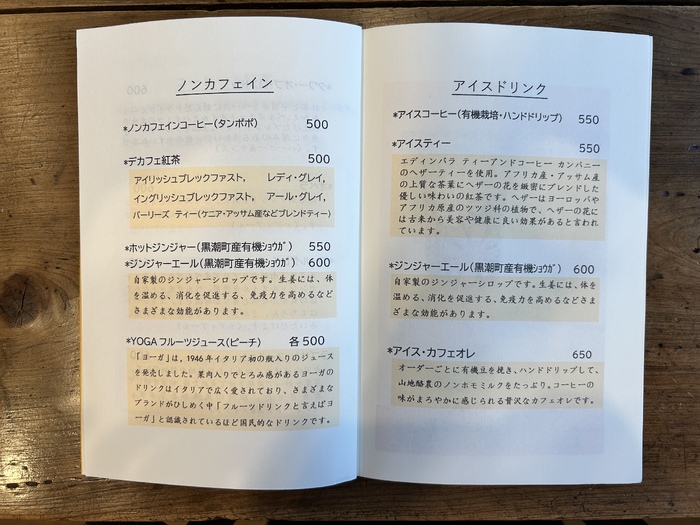 ノンカフェイン
*ノンカフェインコーヒー(タンポポ) 500
*デカフェ紅茶 500
アイリッシュブレックファスト, レディ・グレイ,
イングリッシュブレックファスト, アール・グレイ,
バーリーズ ティー(ケニア・アッサム産などブレンドティー)
*ホットジンジャー(黒潮町産有機ｼｮｳｶﾞ) 550
*ジンジャーエール(黒潮町産有機ｼｮｳｶﾞ) 600
自家製のジンジャーシロップです。生姜には、体
を温める、消化を促進する、免疫力を高めるなどさ
まざまな効能があります。
*YOGA フルーツジュース(ピーチ) 各500
「ヨーガ」は, 1946年イタリア初の瓶入りのジュース
を発売しました。果肉入りでとろみ感があるヨーガの
ドリンクはイタリアで広く愛されており、さまざまな
ブランドがひしめく中「フルーツドリンクと言えばヨ
ーガ」と認識されているほど国民的なドリンクです。
アイスドリンク
*アイスコーヒー(有機栽培・ハンドドリップ) 550
*アイスティー 550
エディンバラ ティーアンドコーヒー カンパニー
のヘザーティーを使用。アフリカ産・アッサム産
の上質な茶葉にヘザーの花を緻密にブレンドした
優しい味わいの紅茶です。ヘザーはヨーロッパや
アフリカ原産のツツジ科の植物で、ヘザーの花に
は古来から美容や健康に良い効果があると言われ
ています。
*ジンジャーエール(黒潮町産有機ｼｮｳｶﾞ) 600
自家製のジンジャーシロップです。生姜には、体を
温める、消化を促進する、免疫力を高めるなどさ
まざまな効能があります。
*アイス・カフェオレ 650
オーダーごとに有機豆を挽き、ハンドドリップして、
山地酪農のノンホモミルクをたっぷり。コーヒーの
味がまろやかに感じられる贅沢なカフェオレです。